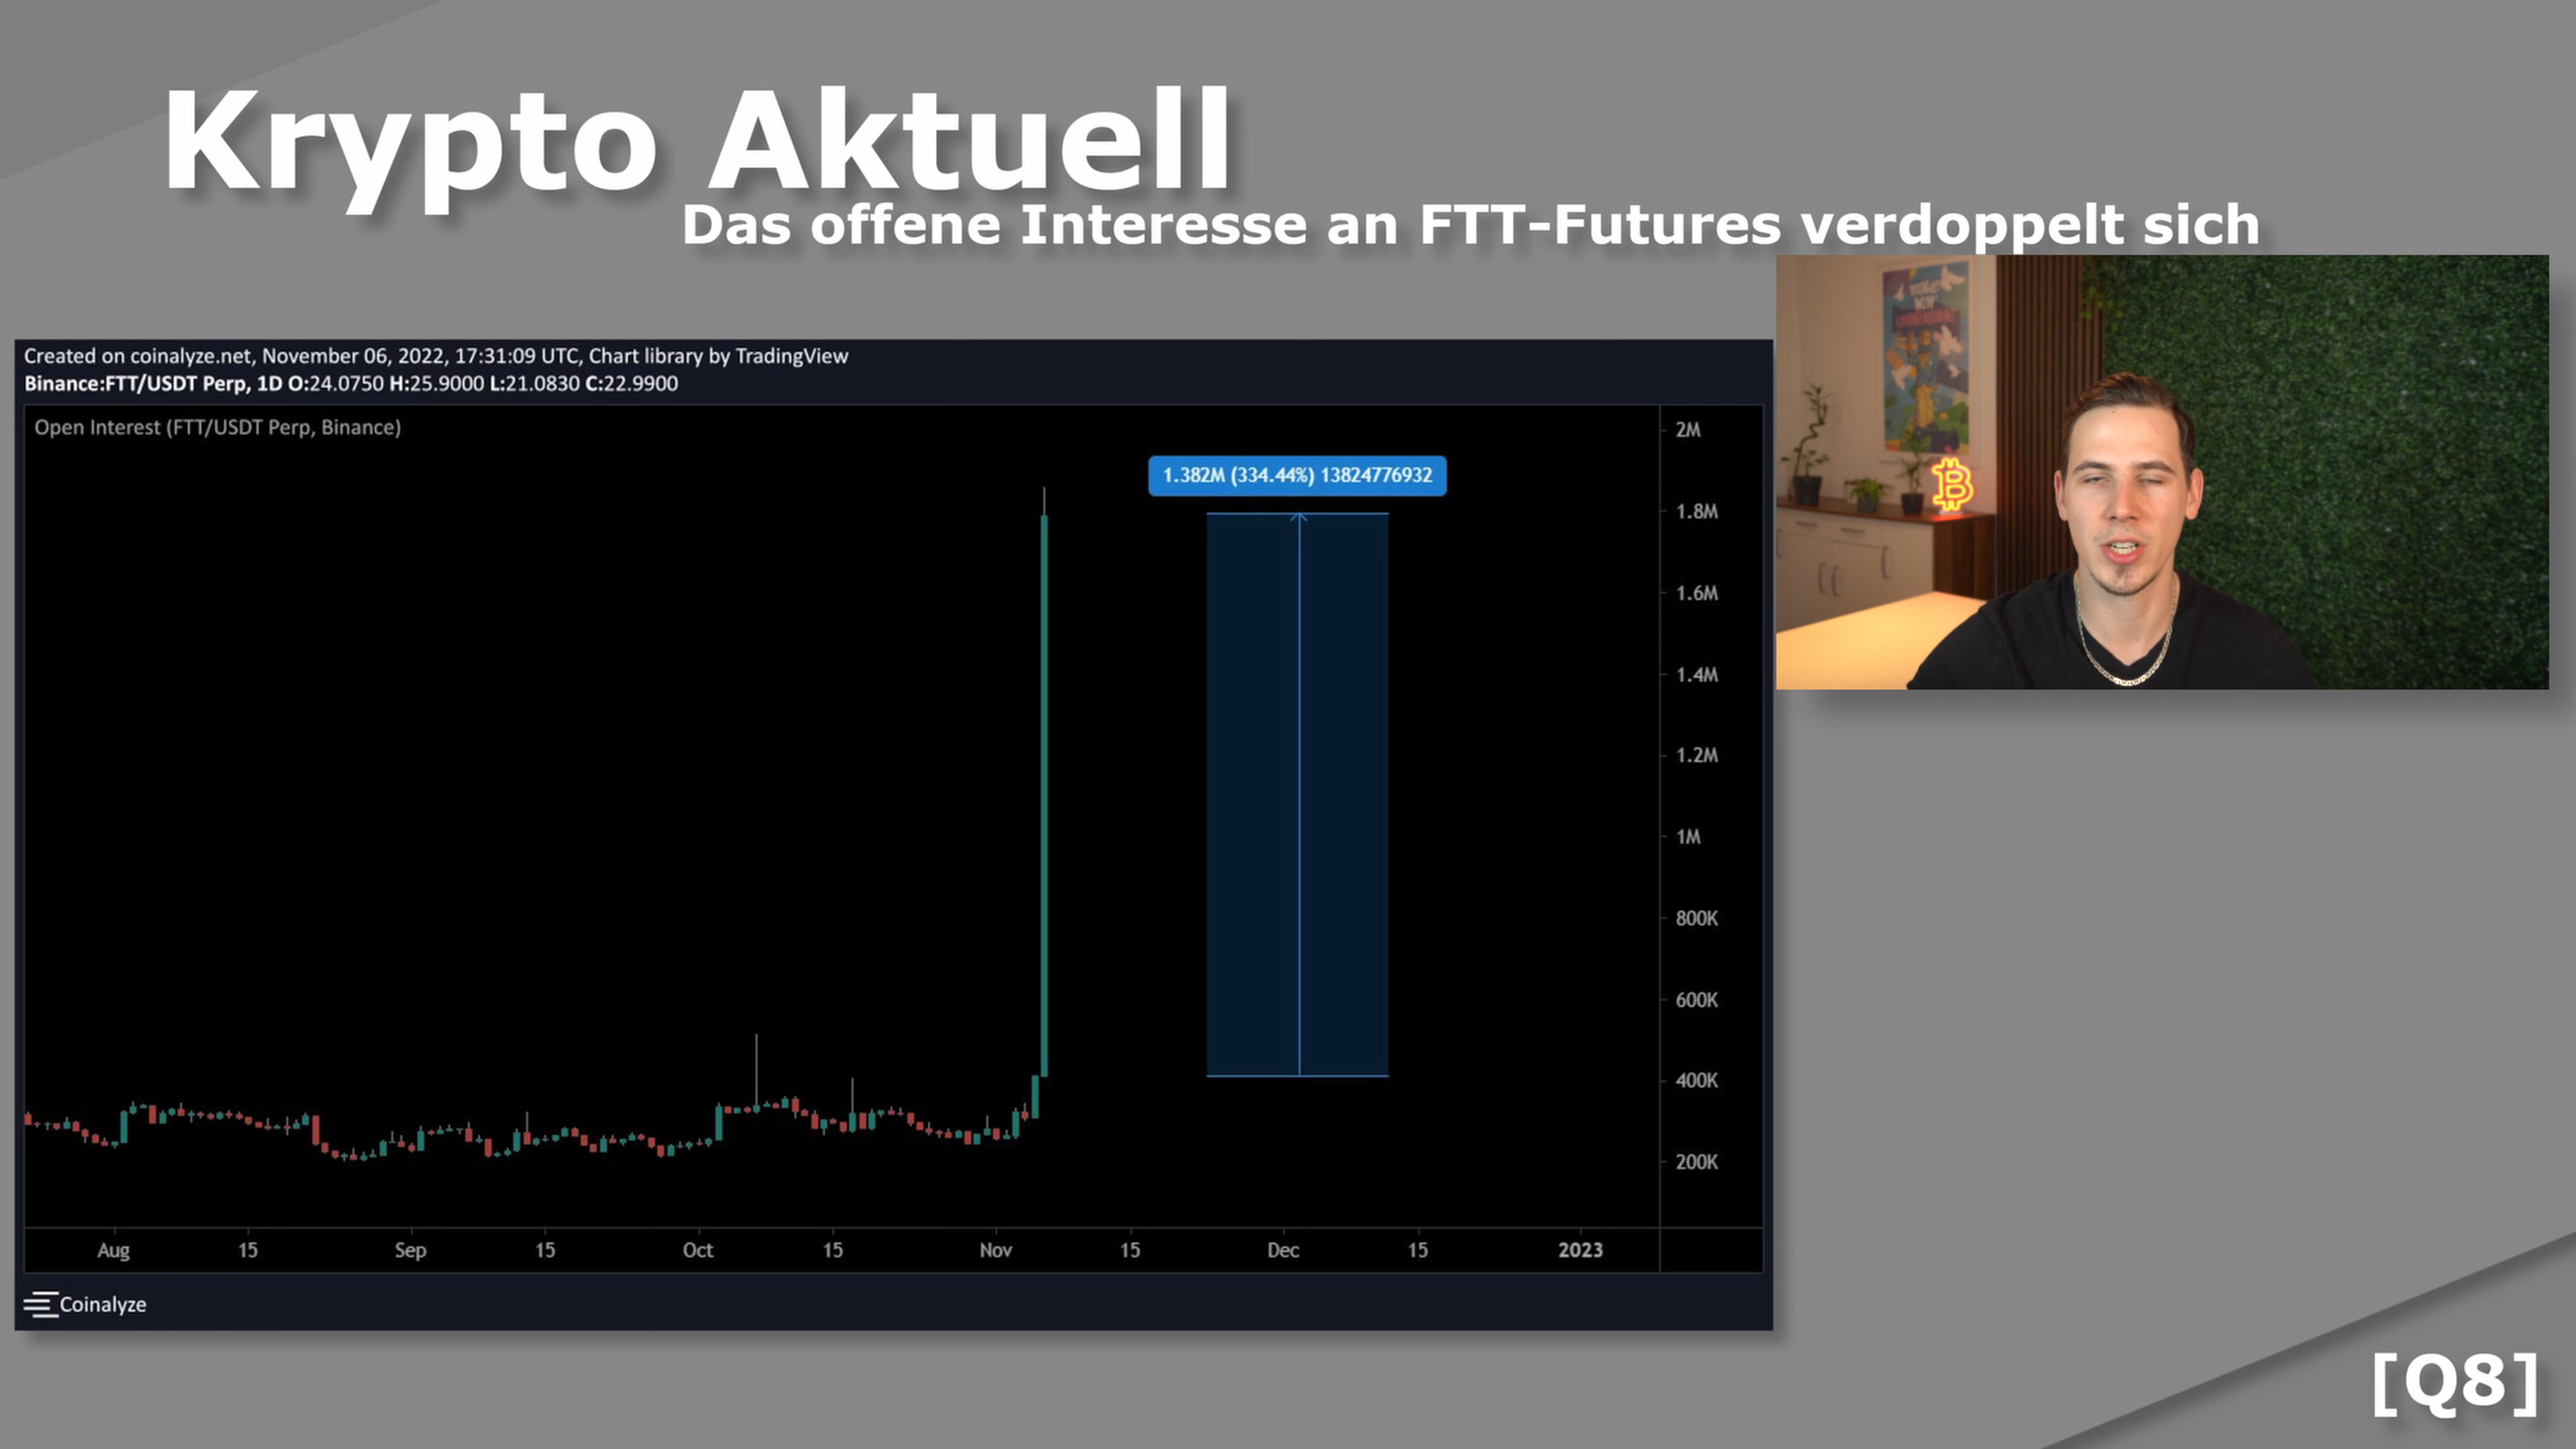 Krypto Aktuell
Das offene Interesse an FTT-Futures verdoppelt sich
Created on coinalyze.net, November 06, 2022, 17:31:09 UTC, Chart library by TradingView
Binance:FTT/USDT Perp, 1D O:24.0750 H:25.9000 L:21.0830 C:22.9900
Open Interest (FTT/USDT Perp, Binance)
1.382M (334.44%) 13824776932
2M
1.8M
1.6M
1.4M
1.2M
1M
800K
600K
400K
200K
Aug 15 Sep 15 Oct 15 Nov 15 Dec 15 2023
Coinalyze
[Q8]